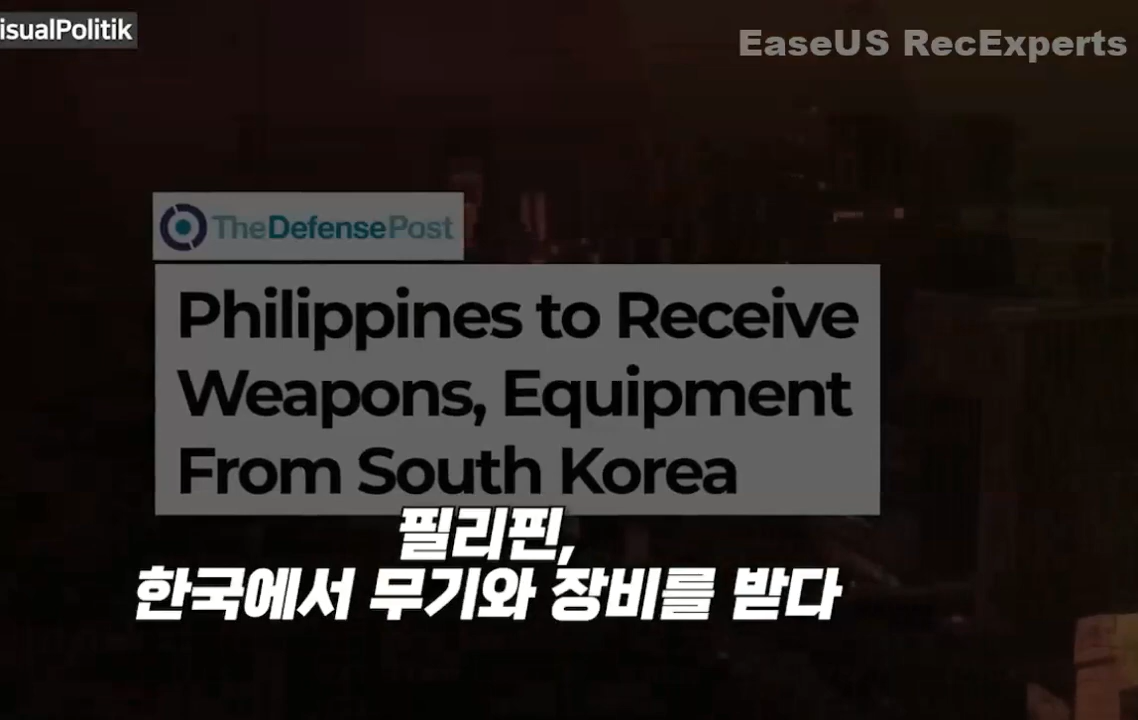 isualPolitik
EaseUS RecExperts
TheDefensePost
Philippines to Receive
Weapons, Equipment
From South Korea
필리핀,
한국에서 무기와 장비를 받다